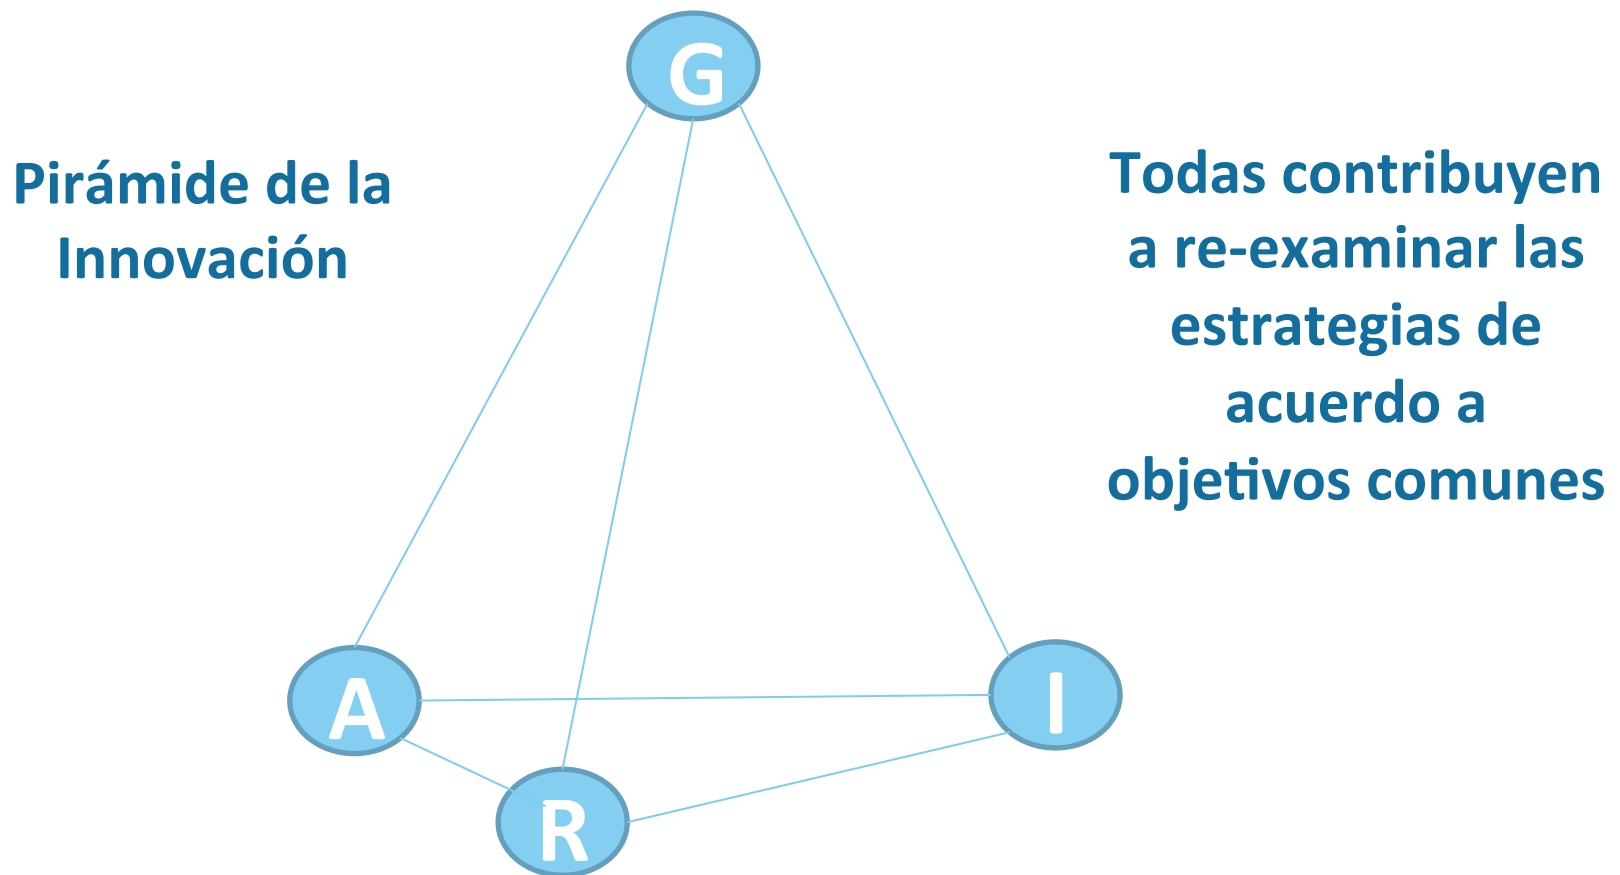 G
Pirámide de la
Innovación
Todas contribuyen
a re-examinar las
estrategias de
acuerdo a
objetivos comunes
A
I
R